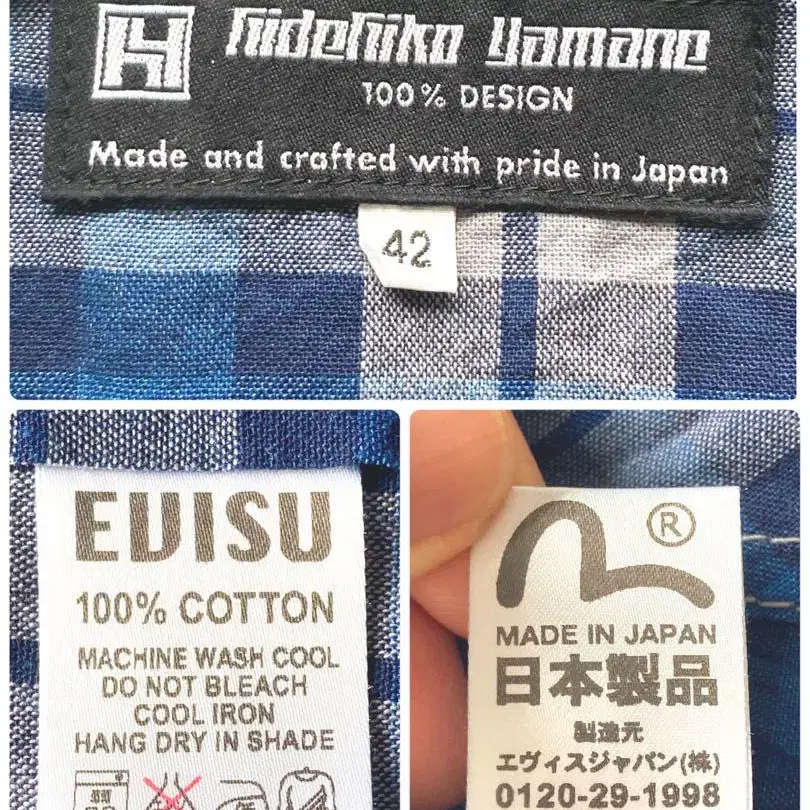 H
Hidehiko Yamane
100% DESIGN
Made and crafted with pride in Japan
42
EVISU
100% COTTON
MACHINE WASH COOL
DO NOT BLEACH
COOL IRON
HANG DRY IN SHADE
®
MADE IN JAPAN
日本製品
製造元
エヴィスジャパン(株)
0120-29-1998